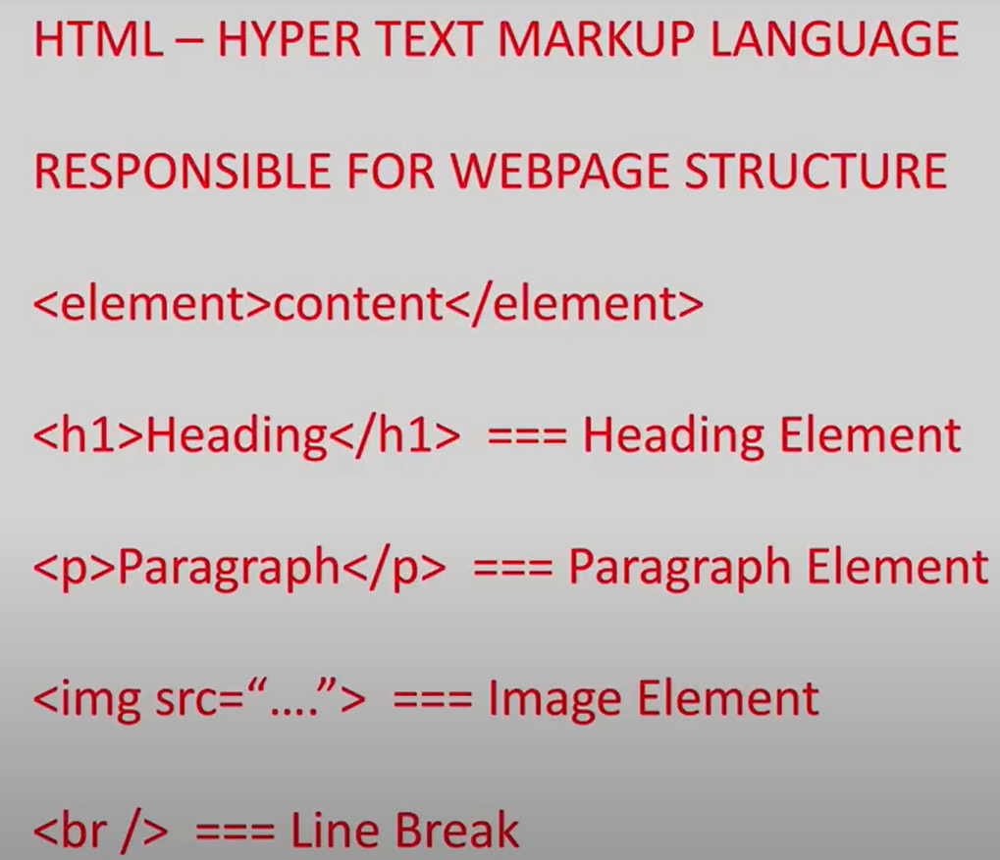 HTML – HYPER TEXT MARKUP LANGUAGE
RESPONSIBLE FOR WEBPAGE STRUCTURE
<element>content</element>
<h1>Heading</h1> === Heading Element
<p>Paragraph</p> === Paragraph Element
<img src=“....”> === Image Element
<br /> === Line Break